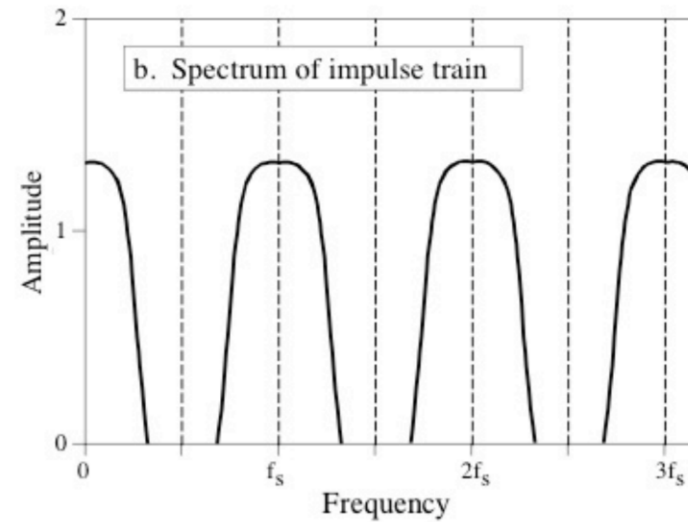 2
b. Spectrum of impulse train
Amplitude
1
0
0 fs 2fs 3fs
Frequency